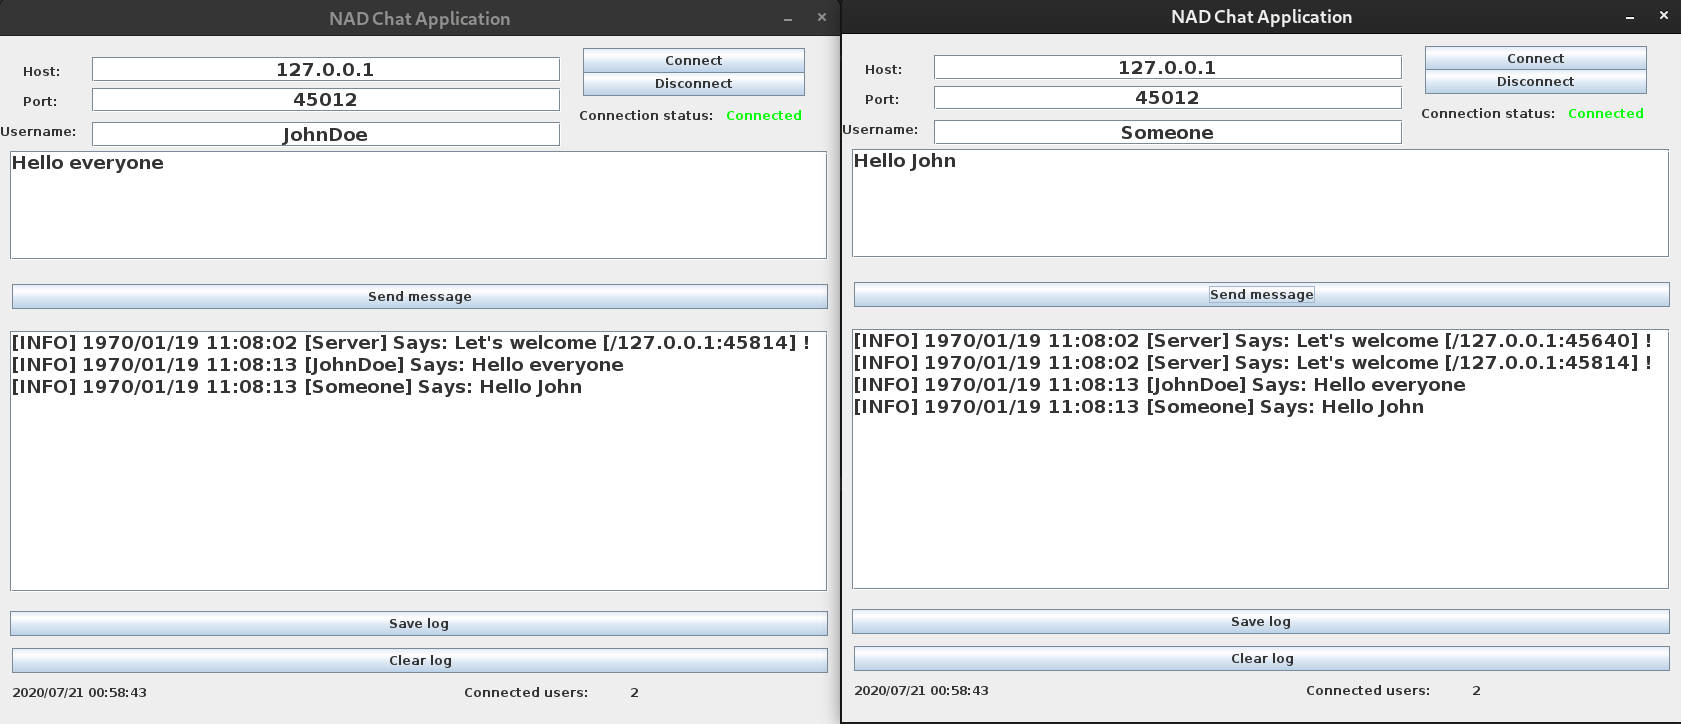 NAD Chat Application
Host: 127.0.0.1
Connect
Port: 45012
Disconnect
Connection status: Connected
Username: JohnDoe
Hello everyone
Send message
[INFO] 1970/01/19 11:08:02 [Server] Says: Let's welcome [/127.0.0.1:45814] !
[INFO] 1970/01/19 11:08:13 [JohnDoe] Says: Hello everyone
[INFO] 1970/01/19 11:08:13 [Someone] Says: Hello John
Save log
Clear log
2020/07/21 00:58:43 Connected users: 2
NAD Chat Application
Host: 127.0.0.1
Connect
Port: 45012
Disconnect
Connection status: Connected
Username: Someone
Hello John
Send message
[INFO] 1970/01/19 11:08:02 [Server] Says: Let's welcome [/127.0.0.1:45640] !
[INFO] 1970/01/19 11:08:02 [Server] Says: Let's welcome [/127.0.0.1:45814] !
[INFO] 1970/01/19 11:08:13 [JohnDoe] Says: Hello everyone
[INFO] 1970/01/19 11:08:13 [Someone] Says: Hello John
Save log
Clear log
2020/07/21 00:58:43 Connected users: 2